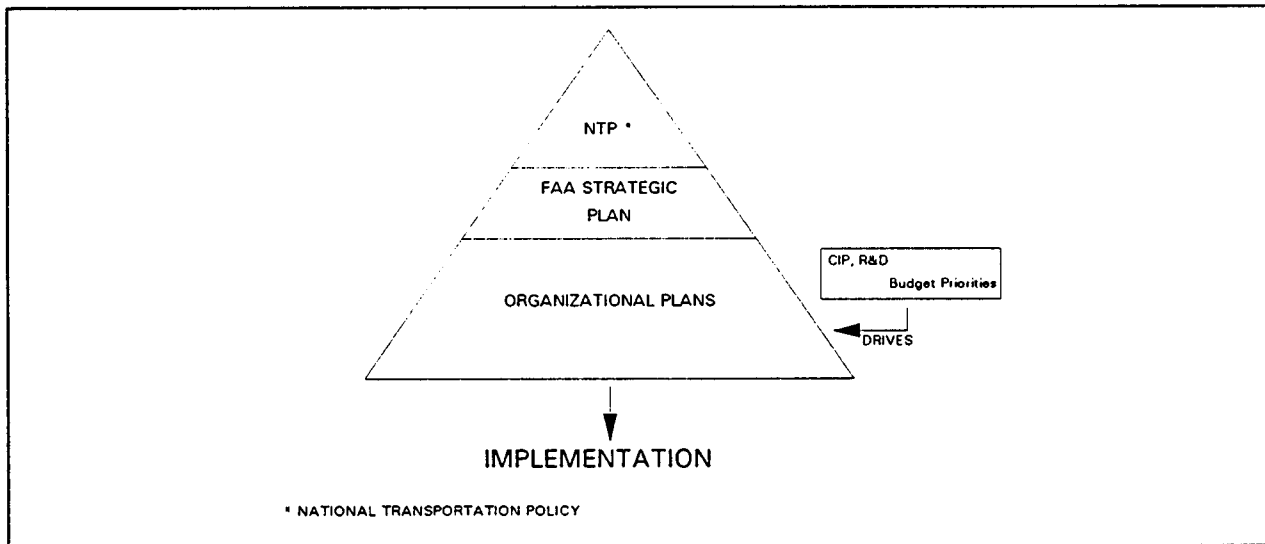 NTP *
FAA STRATEGIC
PLAN
CIP, R&D
Budget Priorities
ORGANIZATIONAL PLANS
DRIVES
IMPLEMENTATION
* NATIONAL TRANSPORTATION POLICY